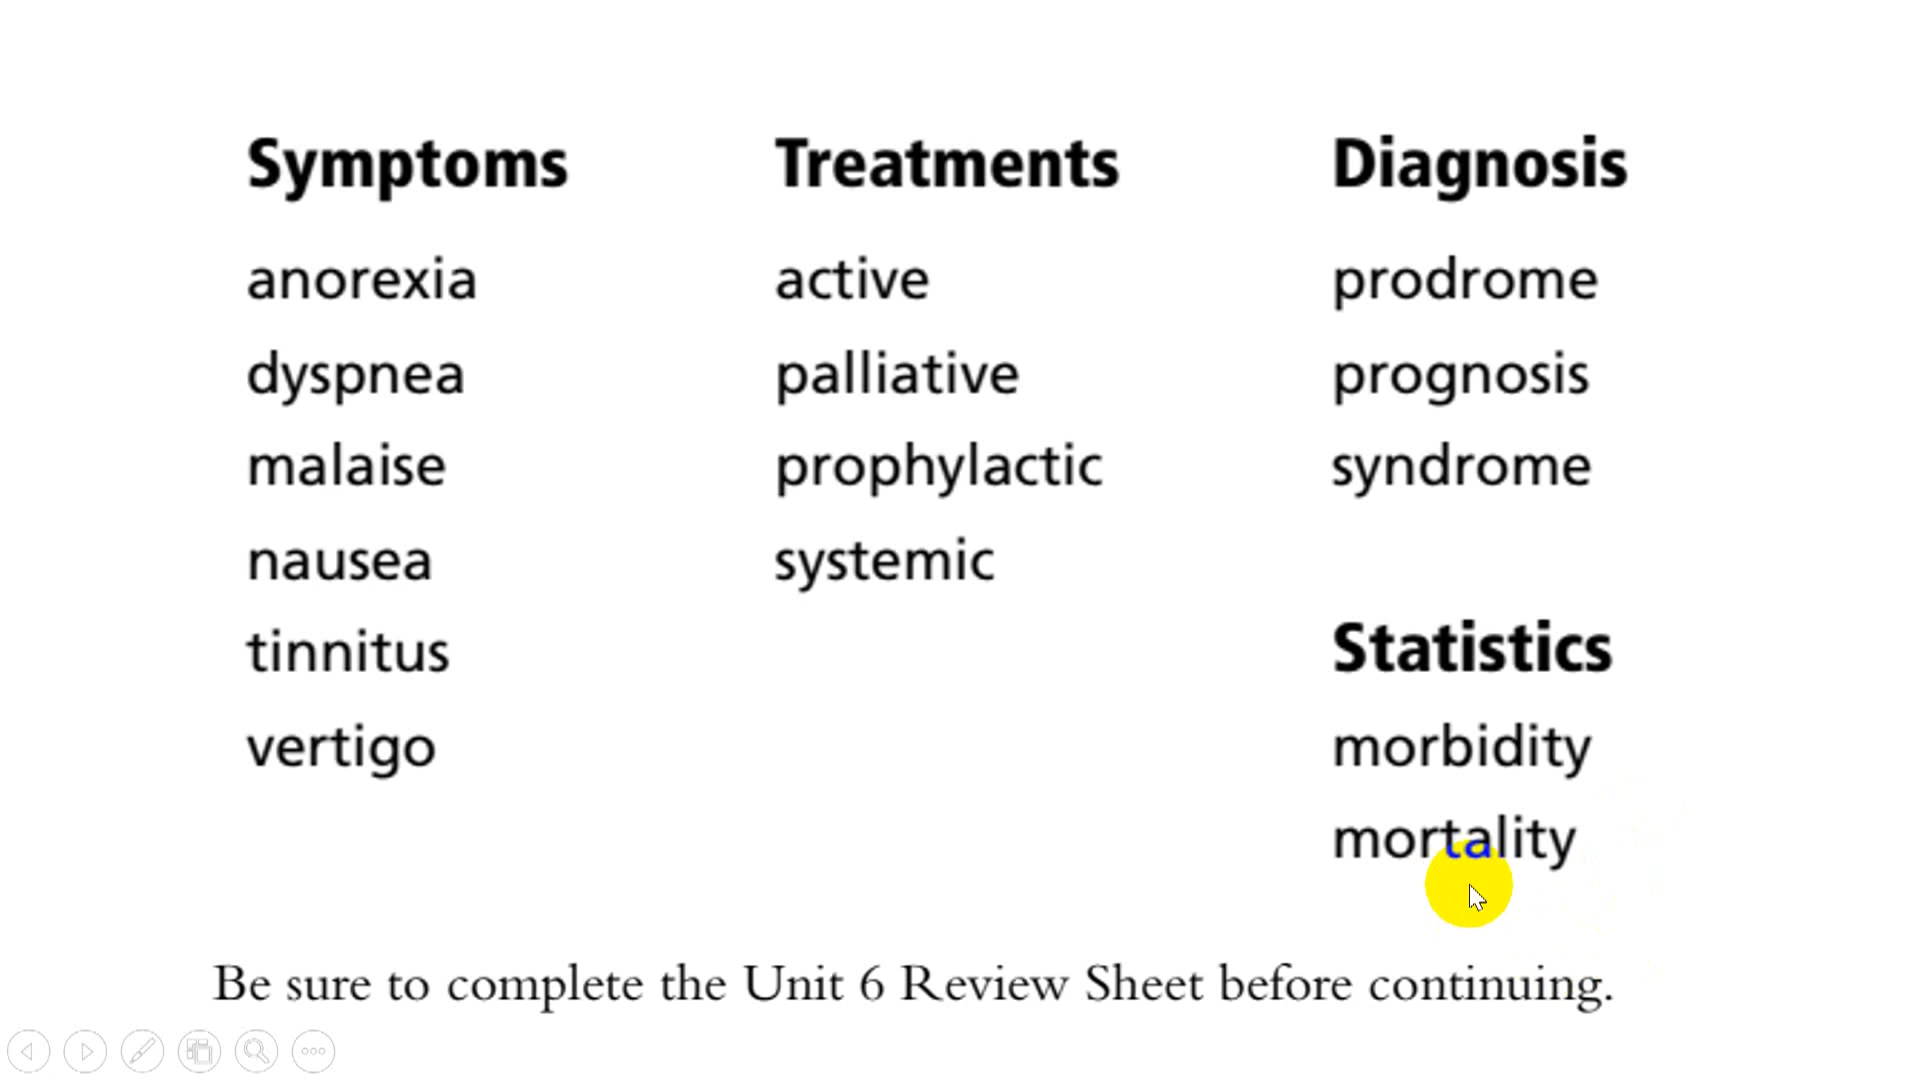 Symptoms
anorexia
dyspnea
malaise
nausea
tinnitus
vertigo
Treatments
active
palliative
prophylactic
systemic
Diagnosis
prodrome
prognosis
syndrome
Statistics
morbidity
mortality
Be sure to complete the Unit 6 Review Sheet before continuing.